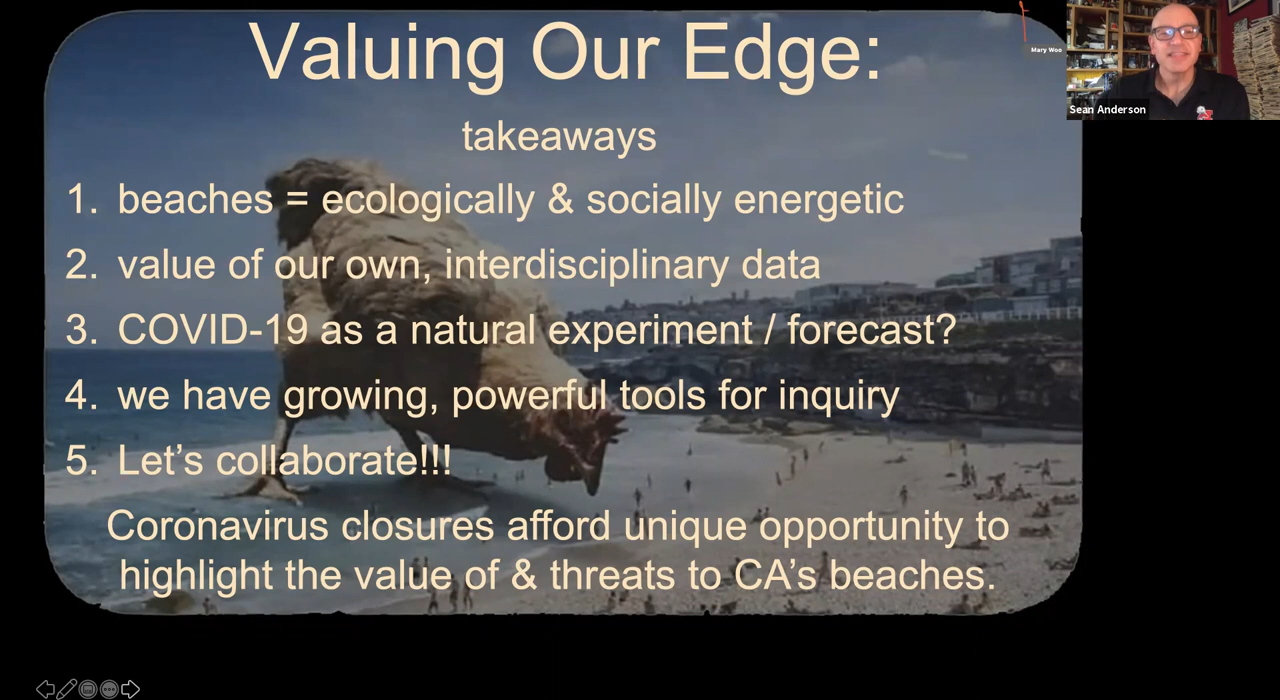 Valuing Our Edge:
takeaways
1. beaches = ecologically & socially energetic
2. value of our own, interdisciplinary data
3. COVID-19 as a natural experiment / forecast?
4. we have growing, powerful tools for inquiry
5. Let’s collaborate!!!
Coronavirus closures afford unique opportunity to
highlight the value of & threats to CA’s beaches.
Mary Woo
Sean Anderson